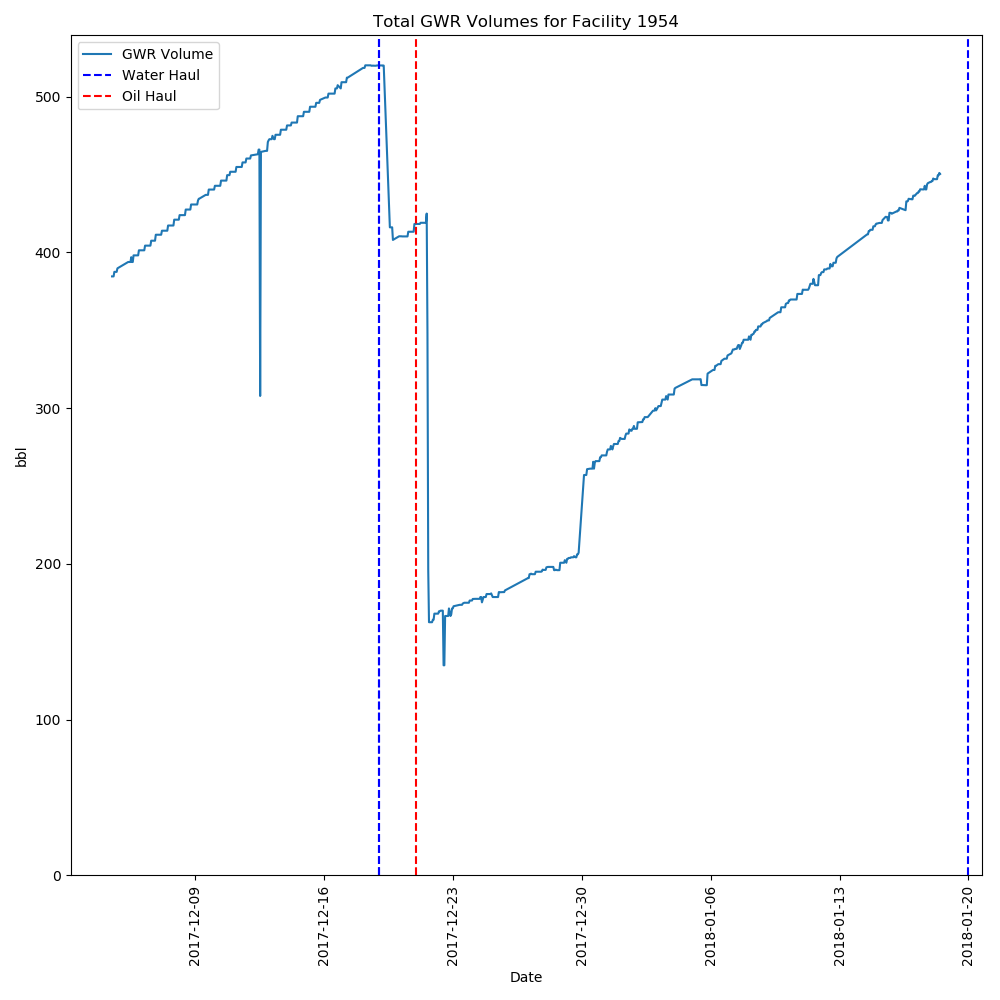 Total GWR Volumes for Facility 1954
GWR Volume
Water Haul
Oil Haul
500
400
300
200
100
0
bbl
2017-12-09
2017-12-16
2017-12-23
2017-12-30
2018-01-06
2018-01-13
2018-01-20
Date